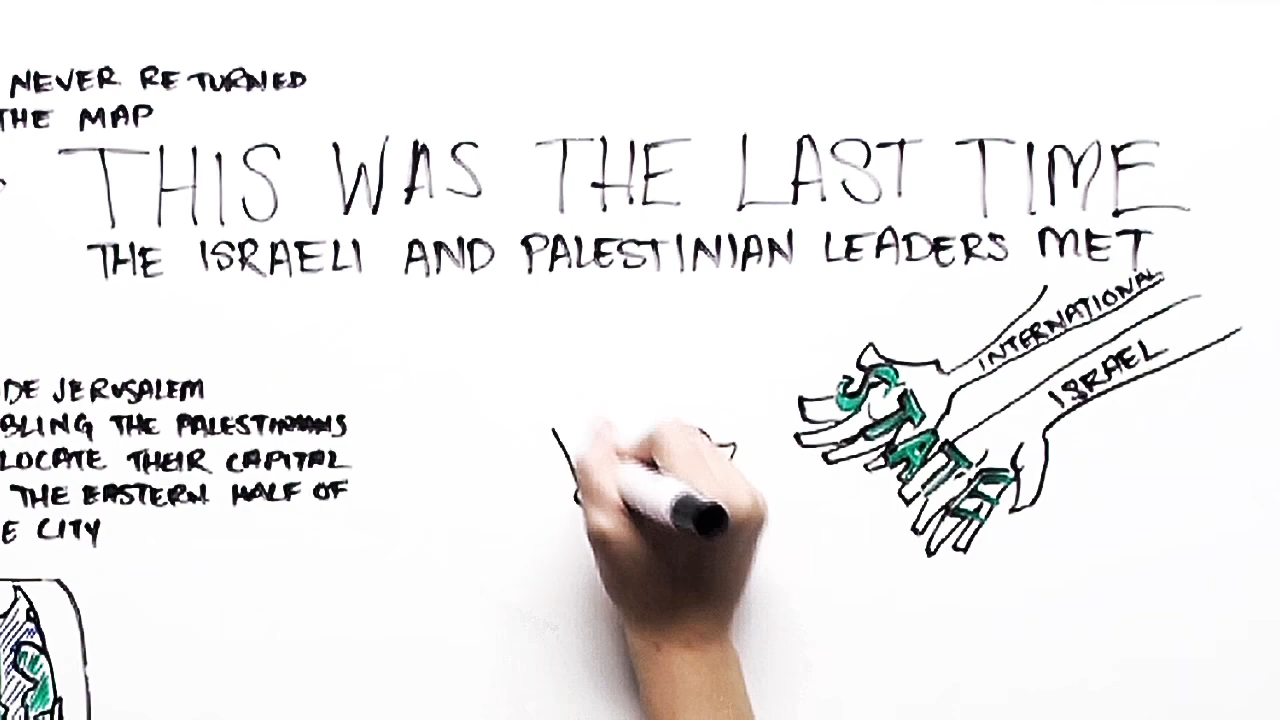 NEVER RETURNED
THE MAP
THIS WAS THE LAST TIME
THE ISRAELI AND PALESTINIAN LEADERS MET
INTERNATIONAL
ISRAEL
STATE
DE JERUSALEM
BLING THE PALESTINIANS
LOCATE THEIR CAPITAL
THE EASTERN HALF OF
E CITY